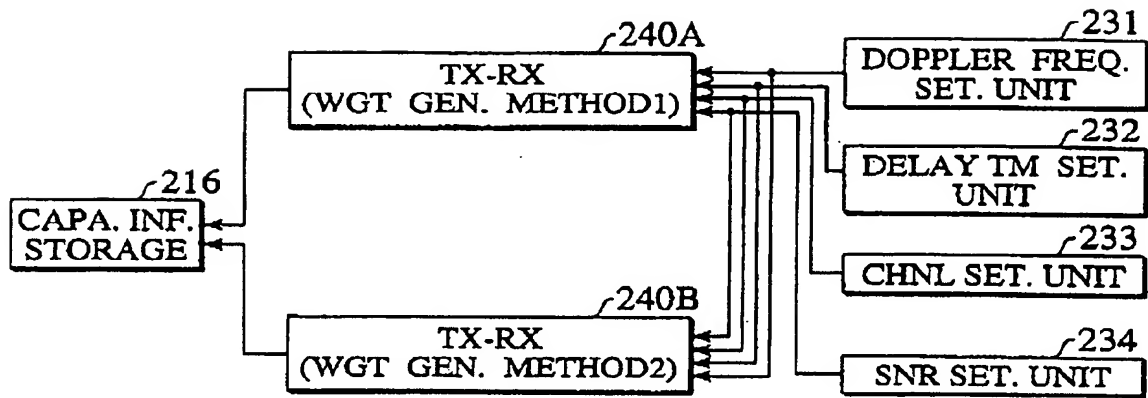 240A
TX-RX
(WGT GEN. METHOD1)
231
DOPPLER FREQ.
SET. UNIT
232
DELAY TM SET.
UNIT
216
CAPA. INF.
STORAGE
233
CHNL SET. UNIT
240B
TX-RX
(WGT GEN. METHOD2)
234
SNR SET. UNIT